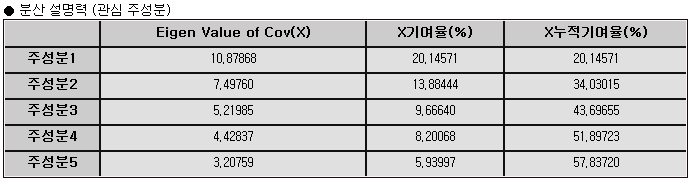 ● 분산 설명력 (관심 주성분)
Eigen Value of Cov(X) X기여율(%) X누적기여율(%)
주성분1 10,87868 20,14571 20,14571
주성분2 7,49760 13,88444 34,03015
주성분3 5,21985 9,66640 43,69655
주성분4 4,42837 8,20068 51,89723
주성분5 3,20759 5,93997 57,83720